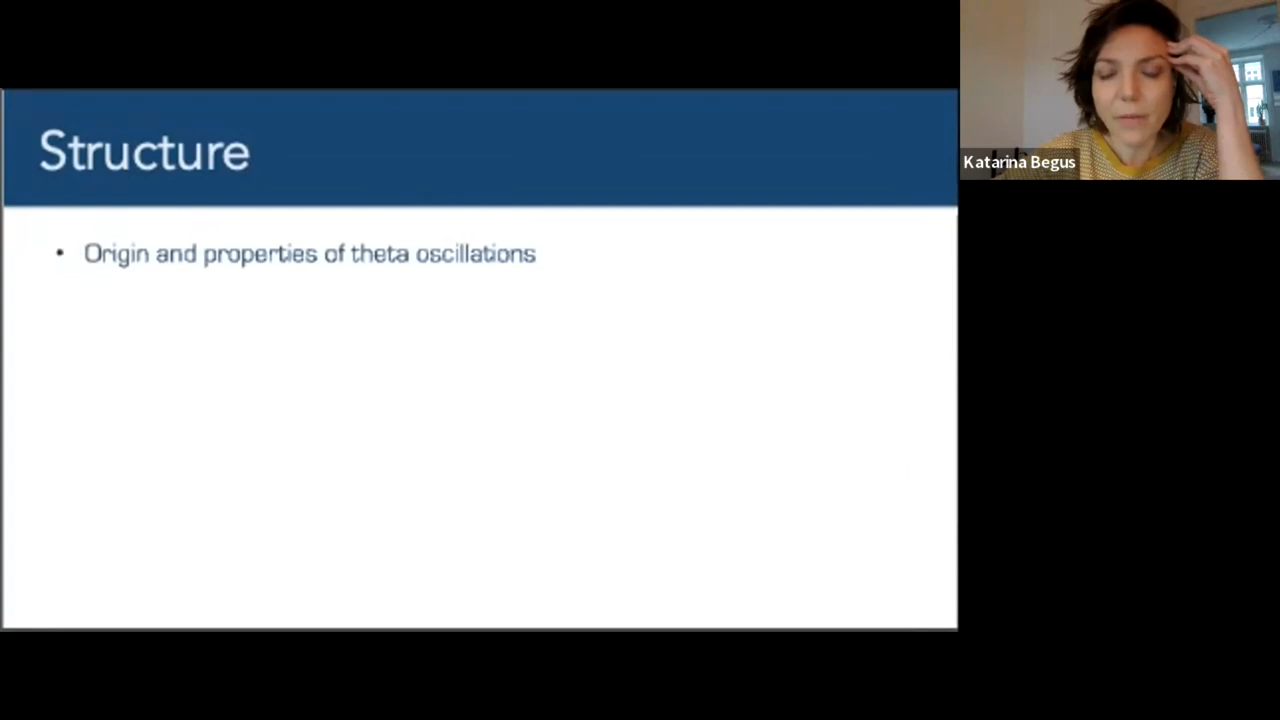 Structure
• Origin and properties of theta oscillations
Katarina Begus